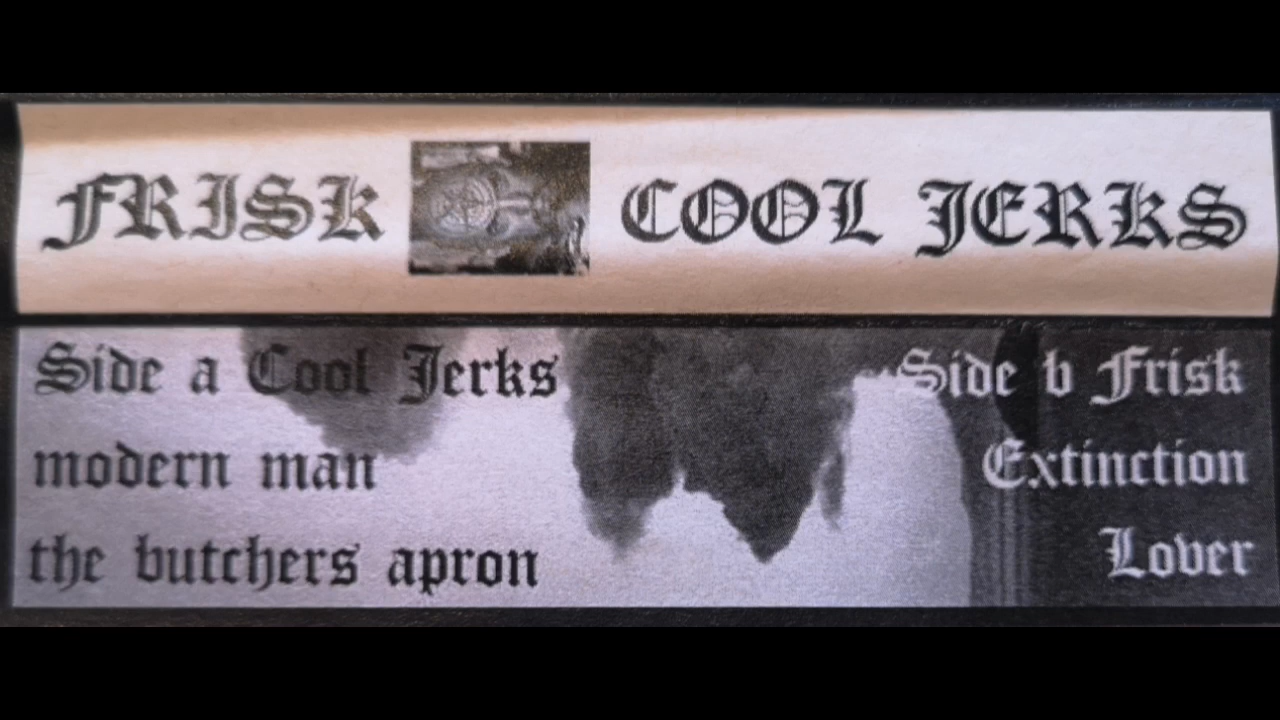 FRISK COOL JERKS
Side a Cool Jerks
modern man
the butchers apron
Side b Frisk
Extinction
Lover